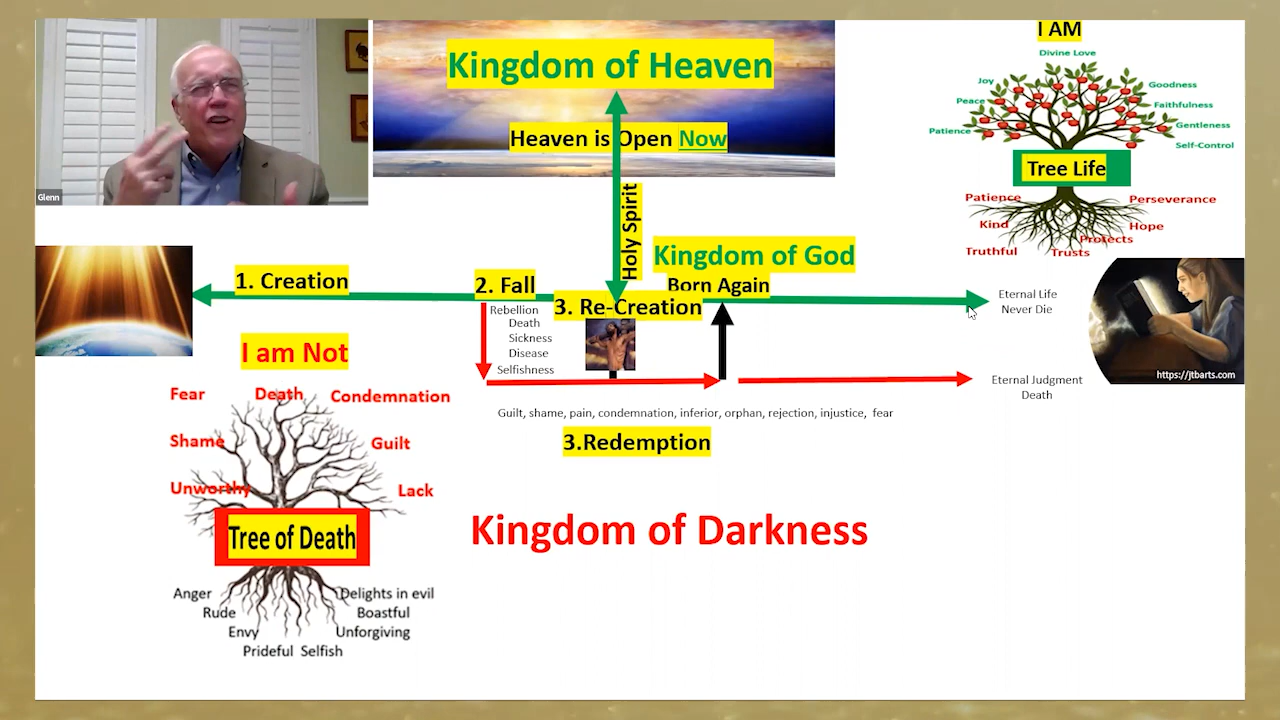 Glenn
Kingdom of Heaven
Heaven is Open Now
Holy Spirit
I AM
Divine Love
Joy
Goodness
Peace
Faithfulness
Patience
Gentleness
Self-Control
Tree Life
Patience
Perseverance
Kind
Hope
Protects
Truthful
Trusts
Kingdom of God
Born Again
1. Creation
2. Fall
3. Re-Creation
Rebellion
Death
Sickness
Disease
Selfishness
Eternal Life
Never Die
https://jtbarts.com
Eternal Judgment
Death
Guilt, shame, pain, condemnation, inferior, orphan, rejection, injustice, fear
3.Redemption
I am Not
Fear
Death
Condemnation
Shame
Guilt
Unworthy
Lack
Tree of Death
Kingdom of Darkness
Anger
Delights in evil
Rude
Boastful
Envy
Unforgiving
Prideful Selfish